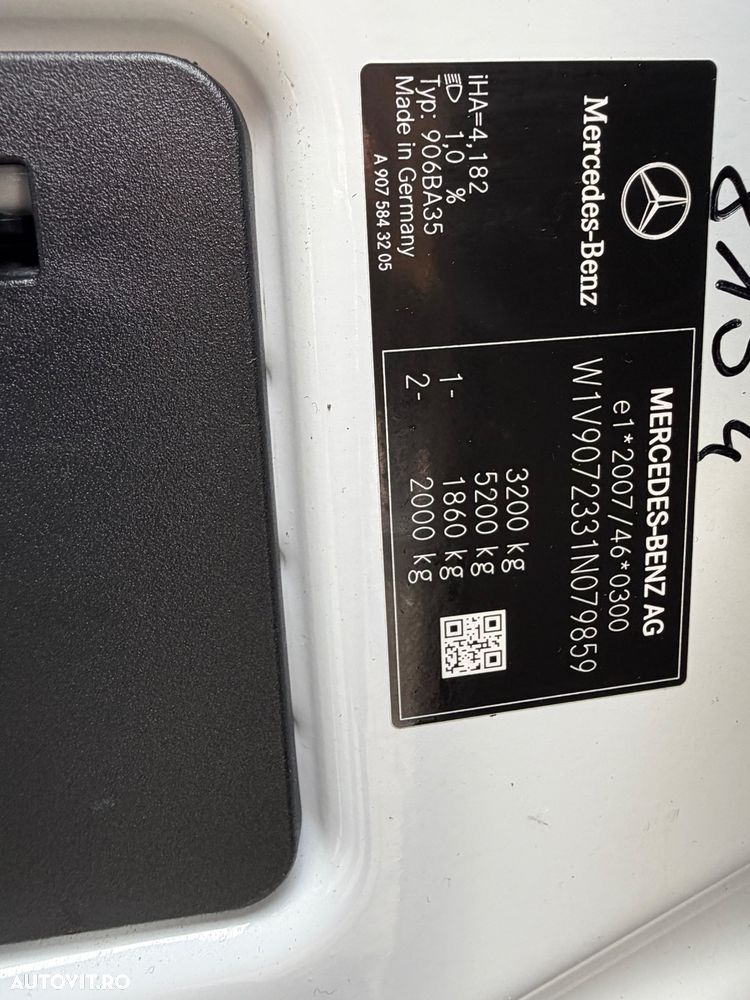 Mercedes-Benz
iHA=4,182
1,0 %
Typ: 906BA35
Made in Germany
A 907 584 32 05
MERCEDES-BENZ AG
e1*2007/46*0300
W1V9072331N079859
3200 kg
5200 kg
1- 1860 kg
2- 2000 kg
AUTOVIT.RO